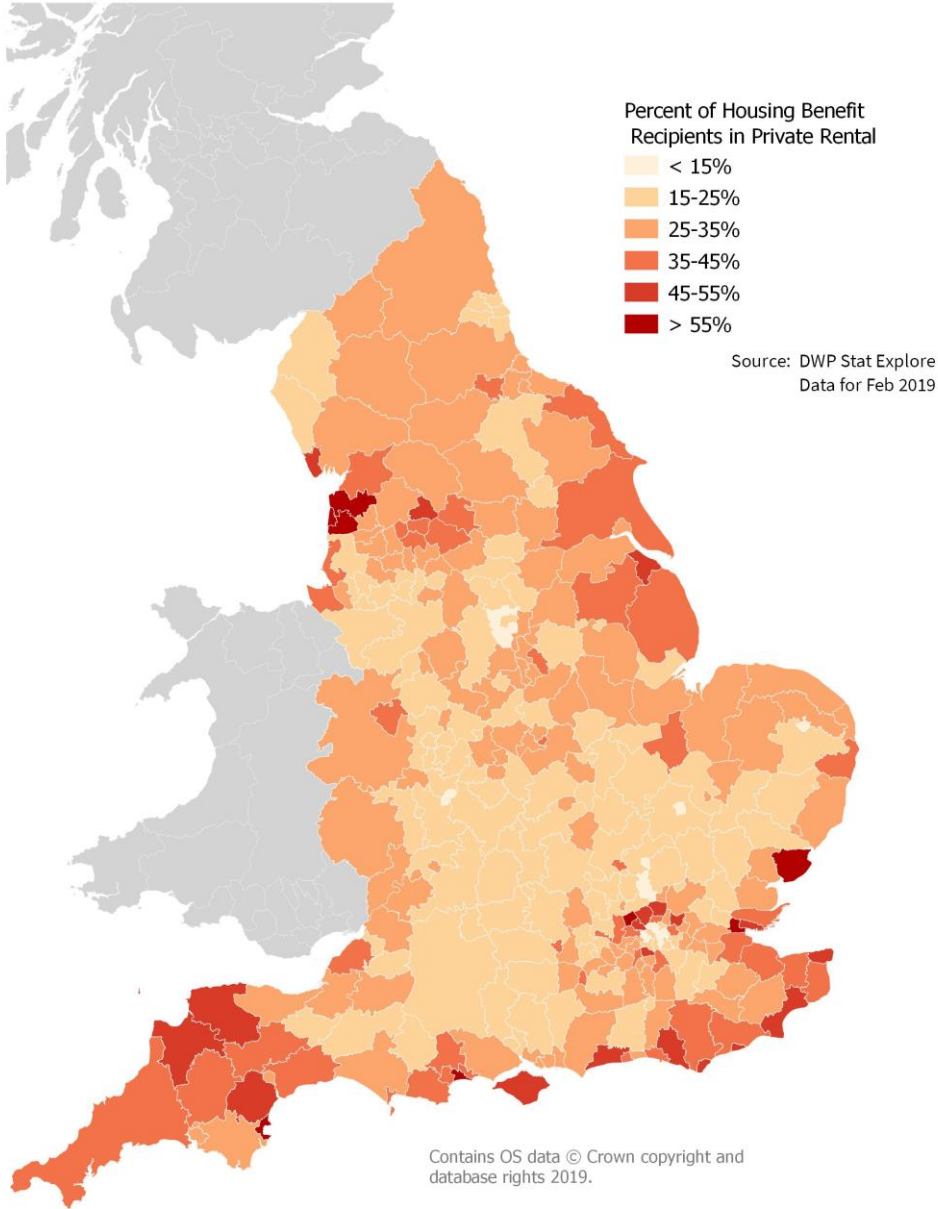 Percent of Housing Benefit
Recipients in Private Rental
< 15%
15-25%
25-35%
35-45%
45-55%
> 55%
Source: DWP Stat Explore
Data for Feb 2019
Contains OS data © Crown copyright and
database rights 2019.